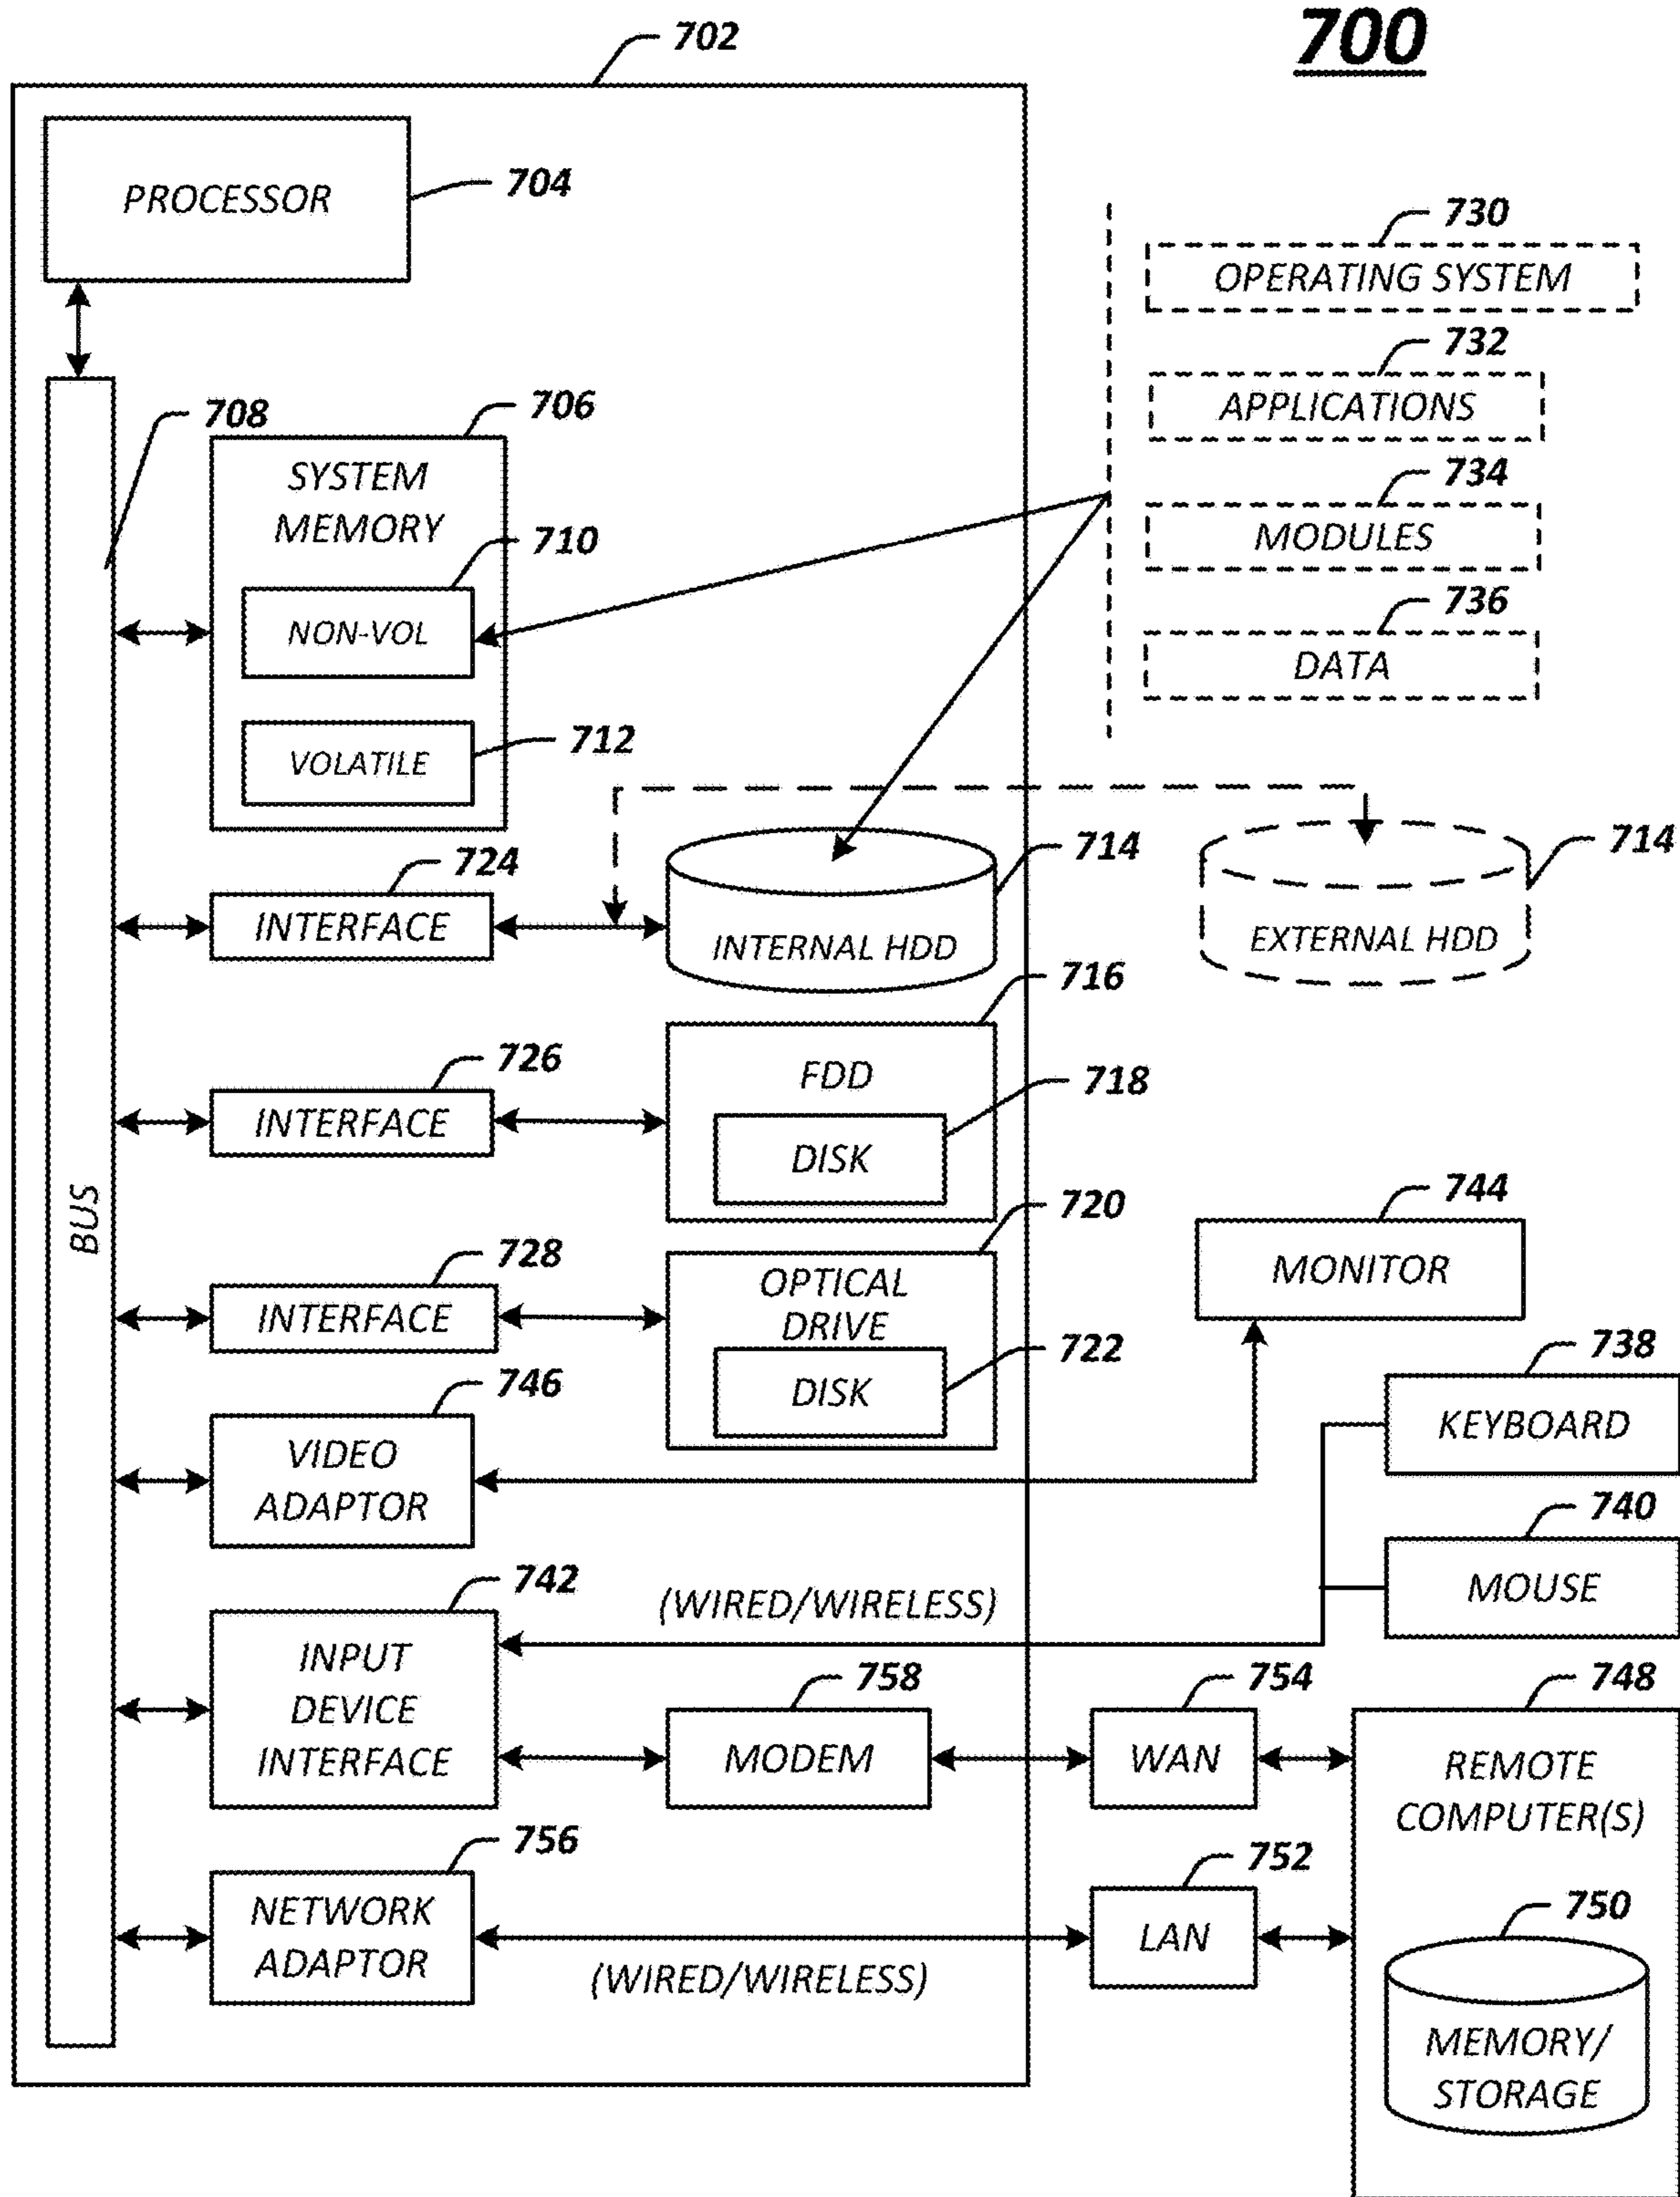 700
702
PROCESSOR
704
730
OPERATING SYSTEM
732
APPLICATIONS
734
MODULES
736
DATA
708
706
SYSTEM
MEMORY
710
NON-VOL
712
VOLATILE
724
INTERFACE
714
INTERNAL HDD
714
EXTERNAL HDD
716
FDD
718
DISK
726
INTERFACE
BUS
720
OPTICAL
DRIVE
722
DISK
728
INTERFACE
744
MONITOR
746
VIDEO
ADAPTOR
738
KEYBOARD
740
MOUSE
742
INPUT
DEVICE
INTERFACE
(WIRED/WIRELESS)
758
MODEM
754
WAN
748
REMOTE
COMPUTER(S)
756
NETWORK
ADAPTOR
(WIRED/WIRELESS)
752
LAN
750
MEMORY/
STORAGE